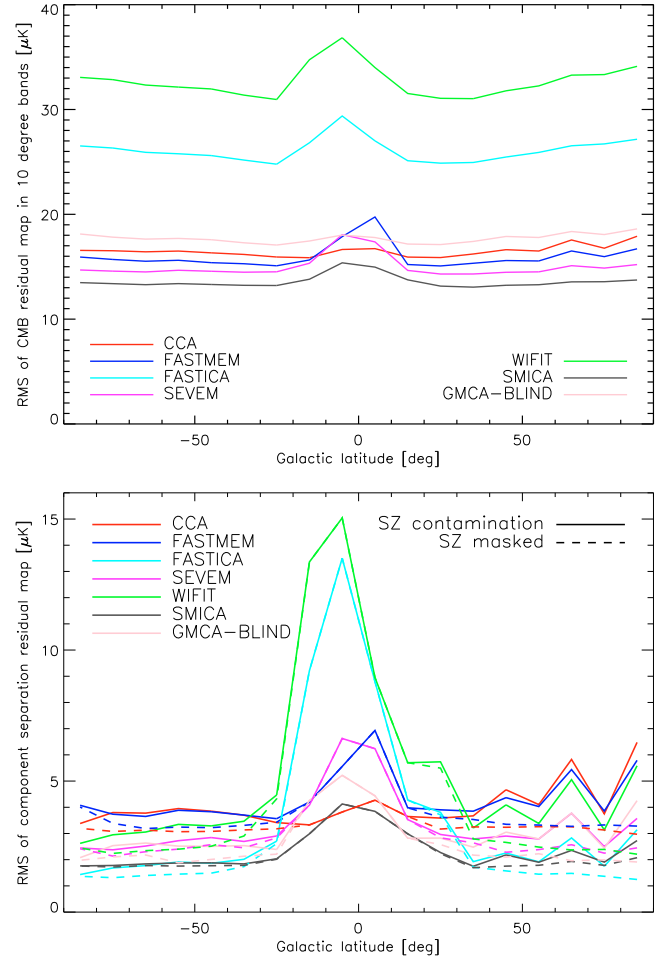 RMS of CMB residual map in 10 degree bands [μK]
40
30
20
10
0
CCA
FASTMEM
FASTICA
SEVEM
WIFIT
SMICA
GMCA-BLIND
-50 0 50
Galactic latitude [deg]
RMS of component separation residual map [μK]
15
10
5
0
CCA
FASTMEM
FASTICA
SEVEM
WIFIT
SMICA
GMCA-BLIND
SZ contamination
SZ masked
-50 0 50
Galactic latitude [deg]